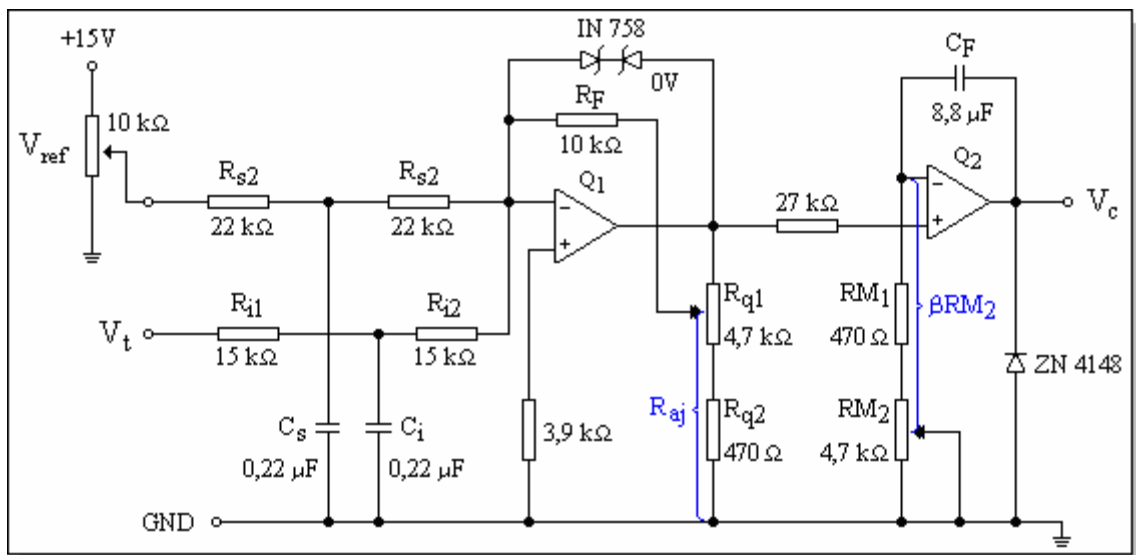 IN 758
+15V
0V
C_F
8,8 µF
R_F
10 kΩ
10 kΩ
V_ref
R_s2
22 kΩ
R_s2
22 kΩ
Q_1
−
+
27 kΩ
Q_2
−
+
V_c
V_t
R_i1
15 kΩ
R_i2
15 kΩ
R_q1
4,7 kΩ
RM_1
470 Ω
βRM_2
ZN 4148
R_aj
R_q2
470 Ω
RM_2
4,7 kΩ
C_s
0,22 µF
C_i
0,22 µF
3,9 kΩ
GND